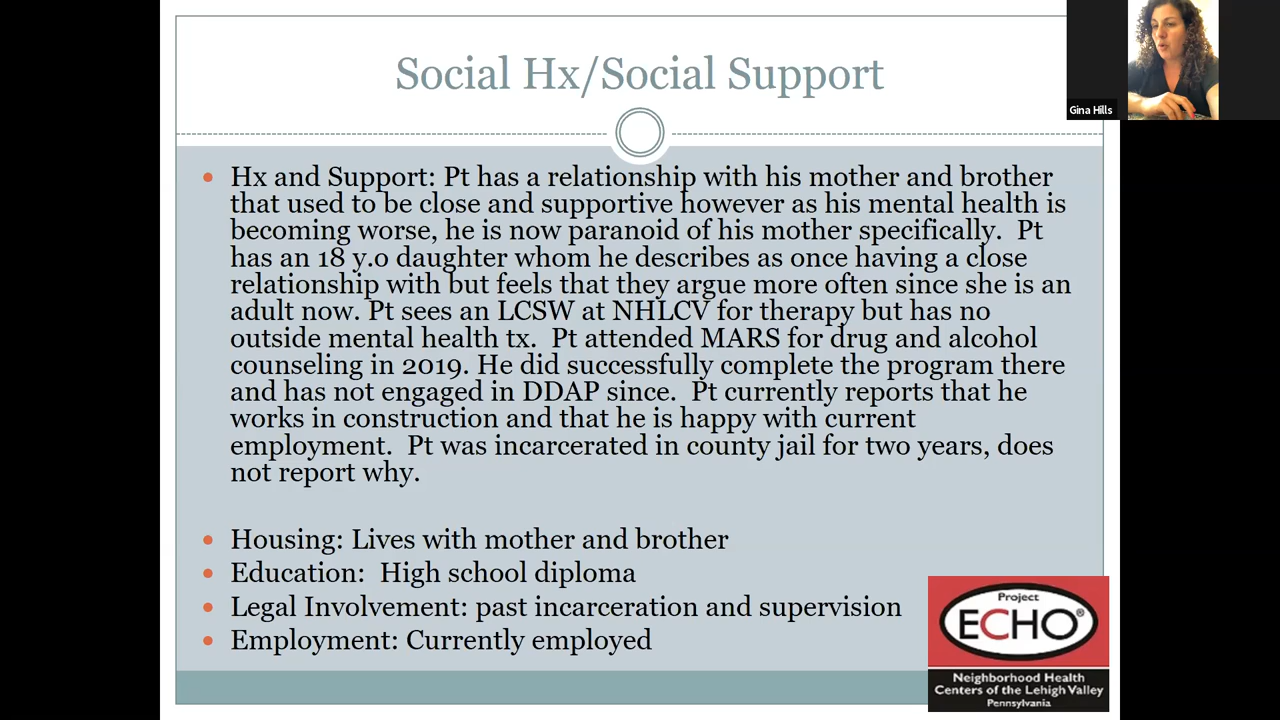 Social Hx/Social Support
Gina Hills
Hx and Support: Pt has a relationship with his mother and brother
that used to be close and supportive however as his mental health is
becoming worse, he is now paranoid of his mother specifically.  Pt
has an 18 y.o daughter whom he describes as once having a close
relationship with but feels that they argue more often since she is an
adult now. Pt sees an LCSW at NHLCV for therapy but has no
outside mental health tx.  Pt attended MARS for drug and alcohol
counseling in 2019. He did successfully complete the program there
and has not engaged in DDAP since.  Pt currently reports that he
works in construction and that he is happy with current
employment.  Pt was incarcerated in county jail for two years, does
not report why.
Housing: Lives with mother and brother
Education:  High school diploma
Legal Involvement: past incarceration and supervision
Employment: Currently employed
Project
ECHO®
Neighborhood Health
Centers of the Lehigh Valley
Pennsylvania